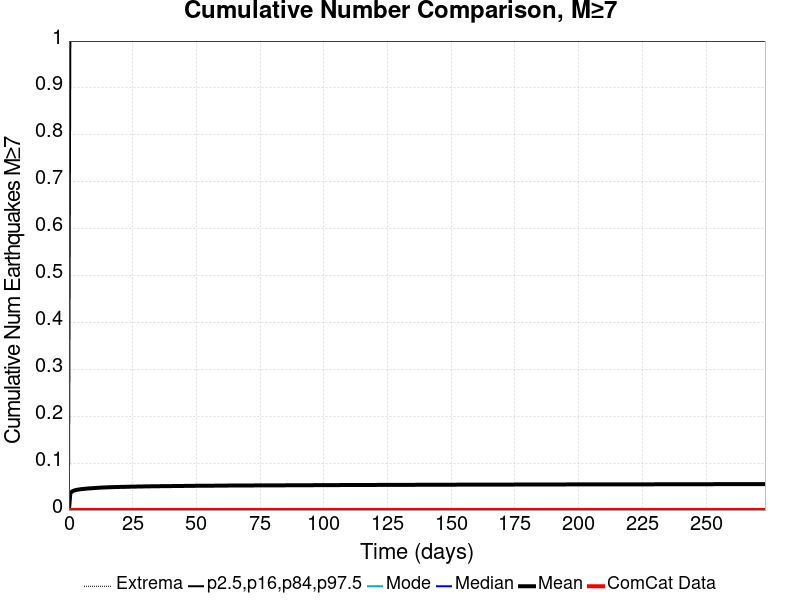 Cumulative Number Comparison, M≥7
Cumulative Num Earthquakes M≥7
1
0.9
0.8
0.7
0.6
0.5
0.4
0.3
0.2
0.1
0
0 25 50 75 100 125 150 175 200 225 250
Time (days)
Extrema p2.5,p16,p84,p97.5 Mode Median Mean ComCat Data